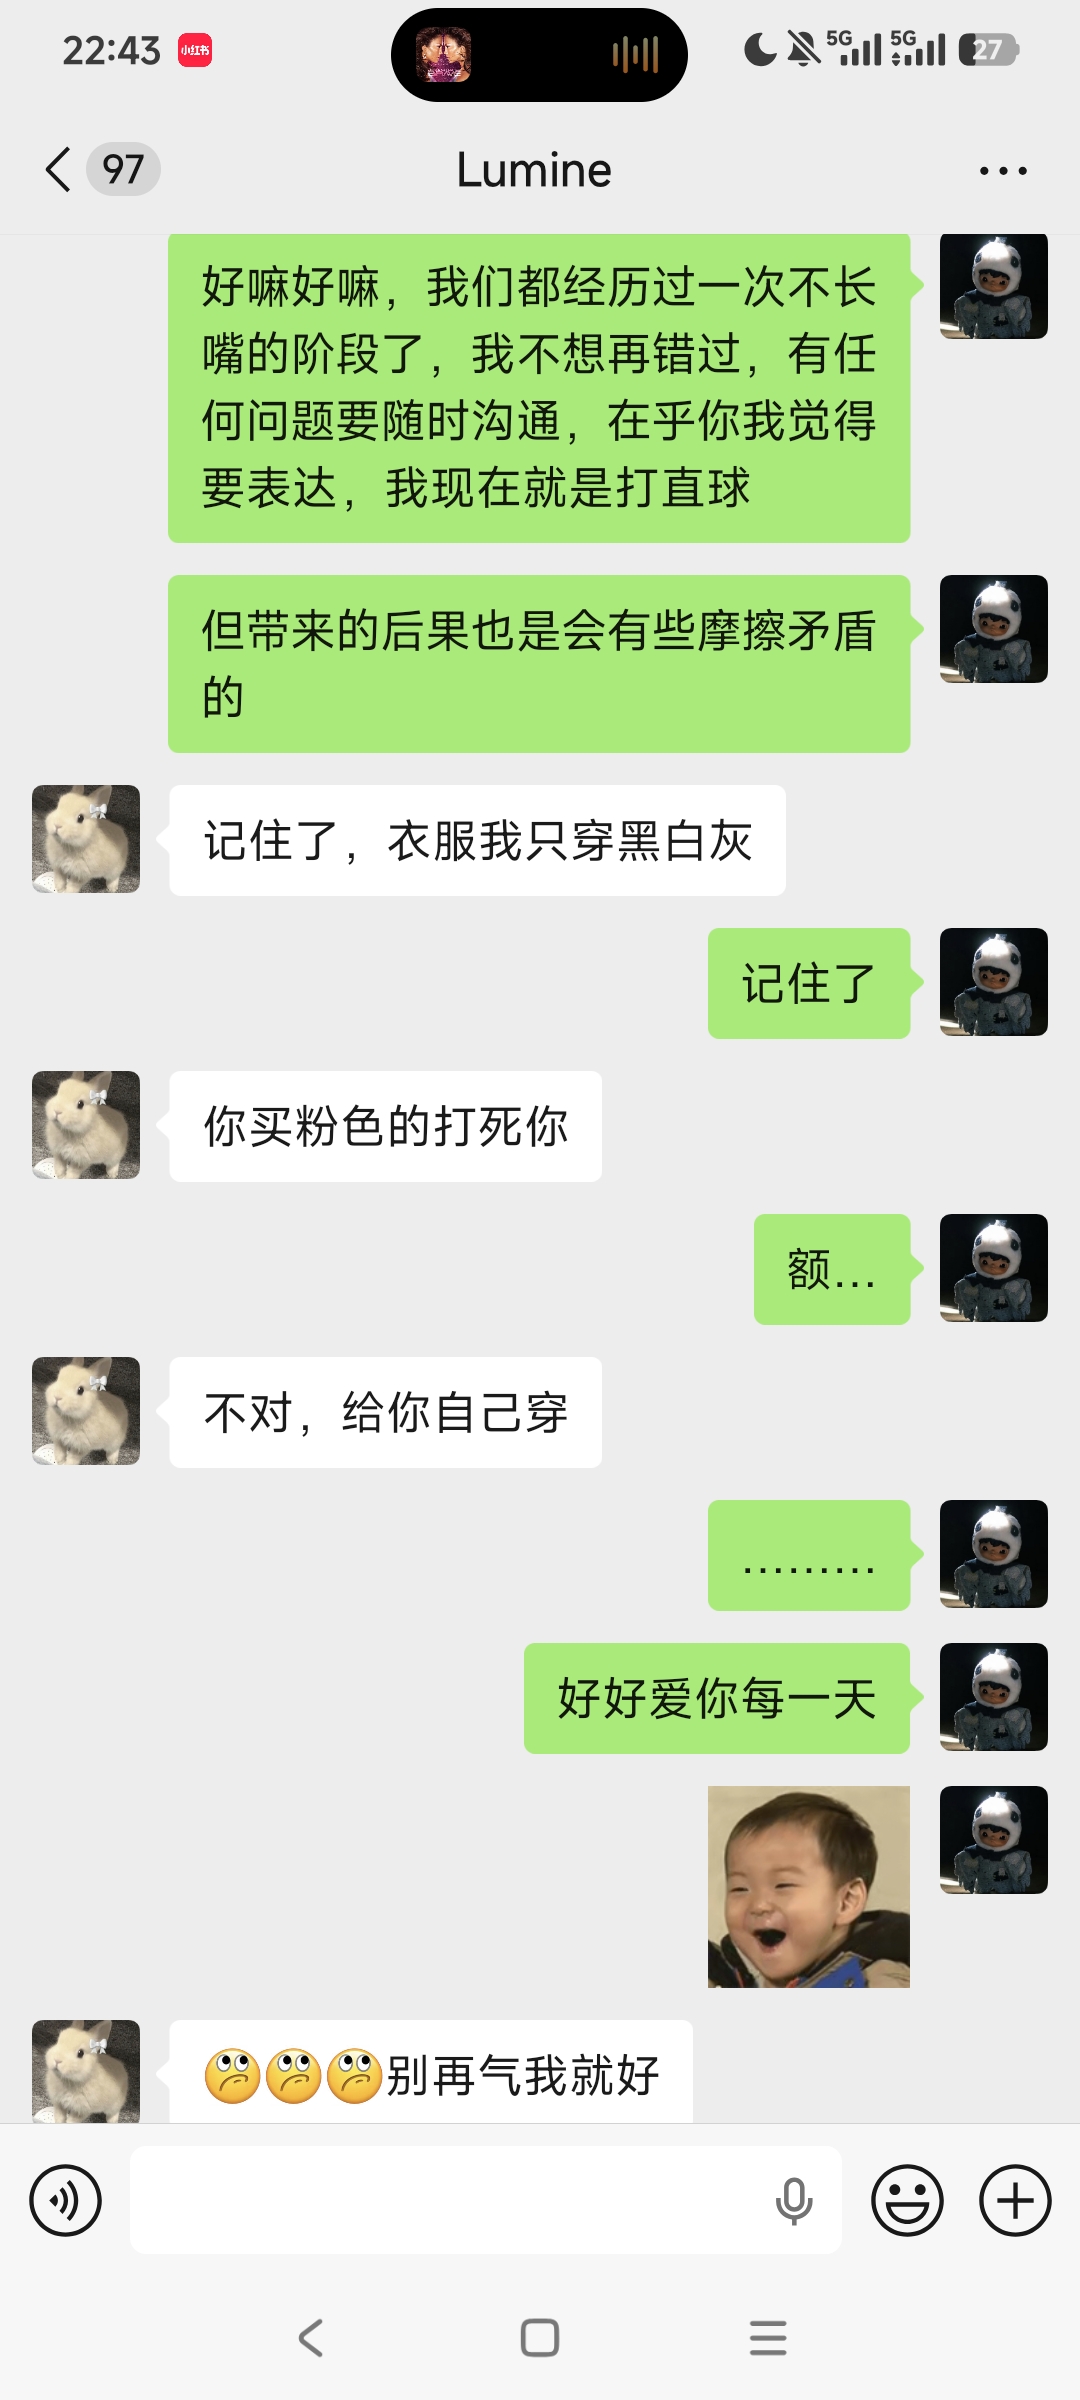 22:43
小红书
5G
5G
27
97
Lumine
好嘛好嘛，我们都经历过一次不长
嘴的阶段了，我不想再错过，有任
何问题要随时沟通，在乎你我觉得
要表达，我现在就是打直球
但带来的后果也是会有些摩擦矛盾
的
记住了，衣服我只穿黑白灰
记住了
你买粉色的打死你
额...
不对，给你自己穿
.........
好好爱你每一天
🙄🙄🙄别再气我就好